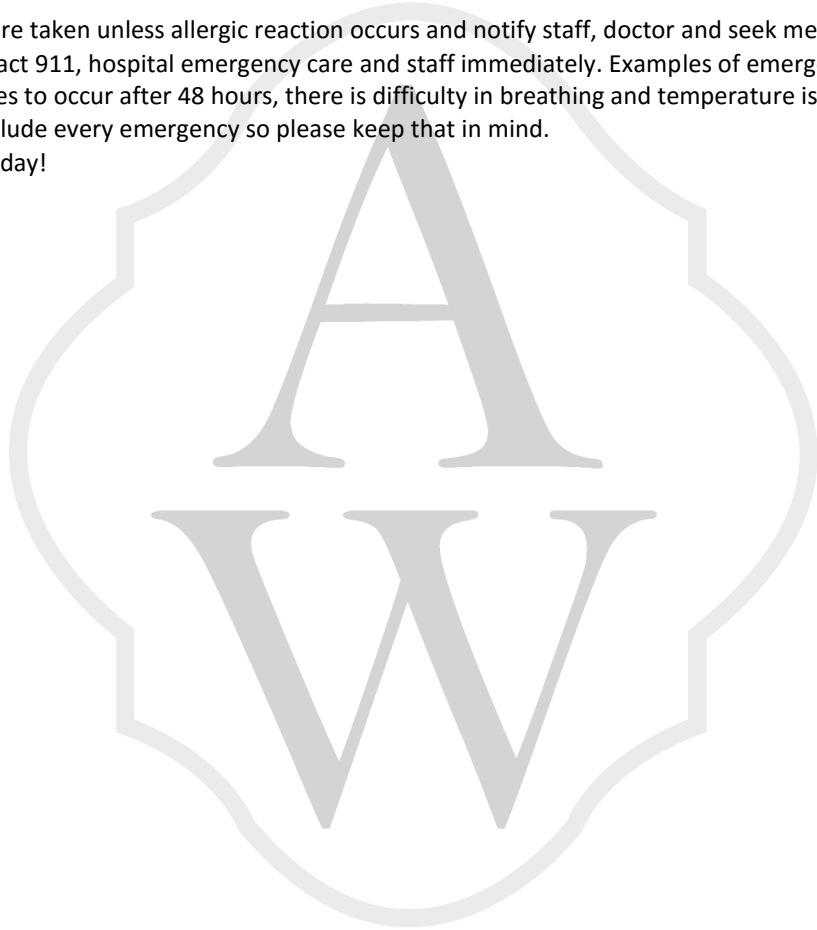 re taken unless allergic reaction occurs and notify staff, doctor and seek me
act 911, hospital emergency care and staff immediately. Examples of emerg
es to occur after 48 hours, there is difficulty in breathing and temperature is
lude every emergency so please keep that in mind.
day!
A
W